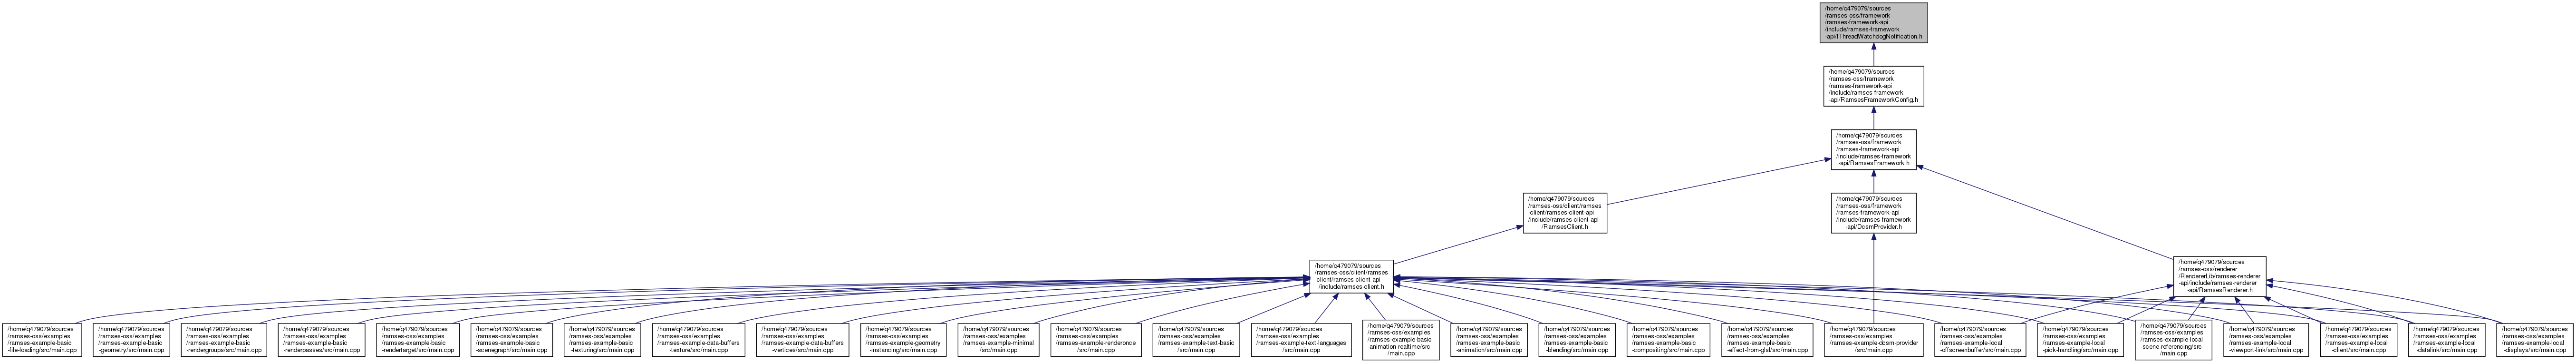 /home/q479079/sources
/ramses-oss/framework
/ramses-framework-api
/include/ramses-framework
-api/IThreadWatchdogNotification.h
/home/q479079/sources
/ramses-oss/framework
/ramses-framework-api
/include/ramses-framework
-api/RamsesFrameworkConfig.h
/home/q479079/sources
/ramses-oss/framework
/ramses-framework-api
/include/ramses-framework
-api/RamsesFramework.h
/home/q479079/sources
/ramses-oss/client/ramses
-client/ramses-client-api
/include/ramses-client-api
/RamsesClient.h
/home/q479079/sources
/ramses-oss/framework
/ramses-framework-api
/include/ramses-framework
-api/DcsmProvider.h
/home/q479079/sources
/ramses-oss/client/ramses
-client/ramses-client-api
/include/ramses-client.h
/home/q479079/sources
/ramses-oss/renderer
/RendererLib/ramses-renderer
-api/include/ramses-renderer
-api/RamsesRenderer.h
/home/q479079/sources
/ramses-oss/examples
/ramses-example-basic
-file-loading/src/main.cpp
/home/q479079/sources
/ramses-oss/examples
/ramses-example-basic
-geometry/src/main.cpp
/home/q479079/sources
/ramses-oss/examples
/ramses-example-basic
-rendergroups/src/main.cpp
/home/q479079/sources
/ramses-oss/examples
/ramses-example-basic
-renderpasses/src/main.cpp
/home/q479079/sources
/ramses-oss/examples
/ramses-example-basic
-rendertarget/src/main.cpp
/home/q479079/sources
/ramses-oss/examples
/ramses-example-basic
-scenegraph/src/main.cpp
/home/q479079/sources
/ramses-oss/examples
/ramses-example-basic
-texturing/src/main.cpp
/home/q479079/sources
/ramses-oss/examples
/ramses-example-data-buffers
-texture/src/main.cpp
/home/q479079/sources
/ramses-oss/examples
/ramses-example-data-buffers
-vertices/src/main.cpp
/home/q479079/sources
/ramses-oss/examples
/ramses-example-geometry
-instancing/src/main.cpp
/home/q479079/sources
/ramses-oss/examples
/ramses-example-minimal
/src/main.cpp
/home/q479079/sources
/ramses-oss/examples
/ramses-example-renderonce
/src/main.cpp
/home/q479079/sources
/ramses-oss/examples
/ramses-example-text-basic
/src/main.cpp
/home/q479079/sources
/ramses-oss/examples
/ramses-example-text-languages
/src/main.cpp
/home/q479079/sources
/ramses-oss/examples
/ramses-example-basic
-animation-realtime/src
/main.cpp
/home/q479079/sources
/ramses-oss/examples
/ramses-example-basic
-animation/src/main.cpp
/home/q479079/sources
/ramses-oss/examples
/ramses-example-basic
-blending/src/main.cpp
/home/q479079/sources
/ramses-oss/examples
/ramses-example-basic
-compositing/src/main.cpp
/home/q479079/sources
/ramses-oss/examples
/ramses-example-basic
-effect-from-glsl/src/main.cpp
/home/q479079/sources
/ramses-oss/examples
/ramses-example-dcsm-provider
/src/main.cpp
/home/q479079/sources
/ramses-oss/examples
/ramses-example-local
-offscreenbuffer/src/main.cpp
/home/q479079/sources
/ramses-oss/examples
/ramses-example-local
-pick-handling/src/main.cpp
/home/q479079/sources
/ramses-oss/examples
/ramses-example-local
-scene-referencing/src
/main.cpp
/home/q479079/sources
/ramses-oss/examples
/ramses-example-local
-viewport-link/src/main.cpp
/home/q479079/sources
/ramses-oss/examples
/ramses-example-local
-client/src/main.cpp
/home/q479079/sources
/ramses-oss/examples
/ramses-example-local
-datalink/src/main.cpp
/home/q479079/sources
/ramses-oss/examples
/ramses-example-local
-displays/src/main.cpp